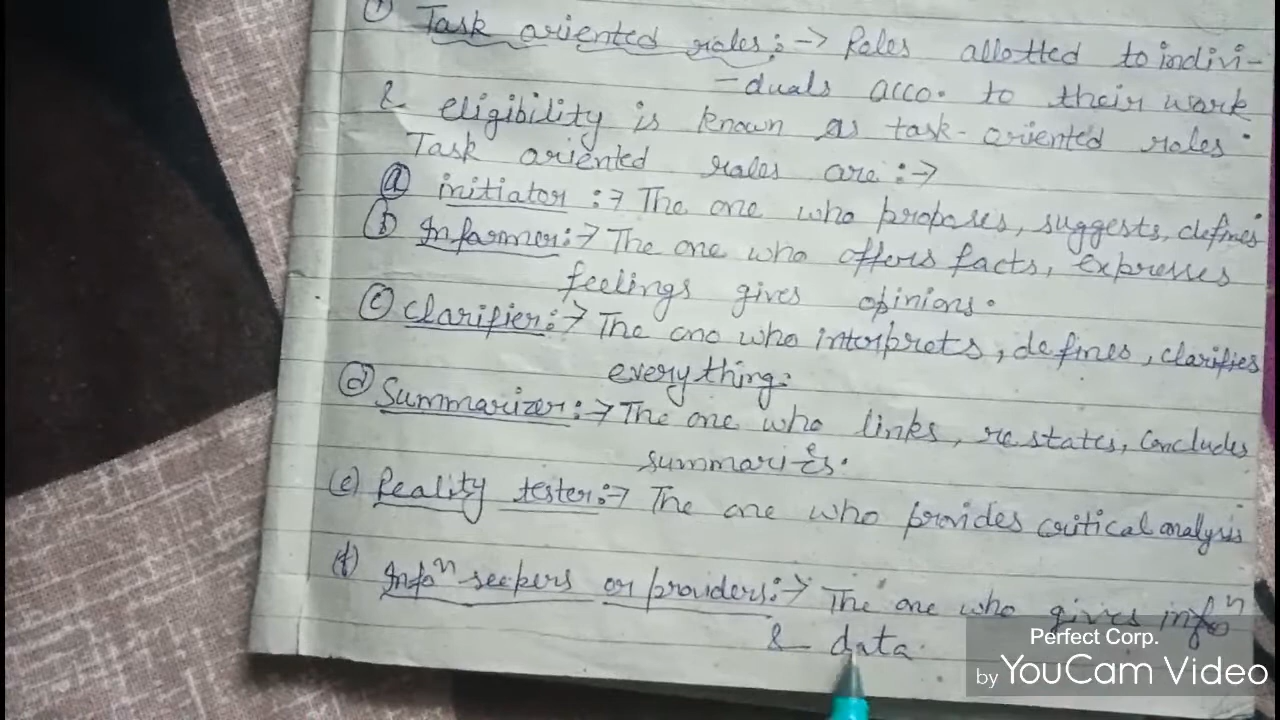 ① Task oriented roles :→ Roles allotted to indivi-
-duals acco. to their work
& eligibility is known as task-oriented roles.
Task oriented roles are :→
ⓐ initiator :→ The one who proposes, suggests, defines
ⓑ Informer :→ The one who offers facts, expresses
feelings gives opinions.
ⓒ Clarifier :→ The one who interprets, defines, clarifies
everything.
ⓓ Summarizer :→ The one who links, restates, concludes
summaries.
(e) Reality tester :→ The one who provides critical analysis
(f) Infoⁿ seekers or providers :→ The one who gives infoⁿ
& data.
Perfect Corp.
by YouCam Video